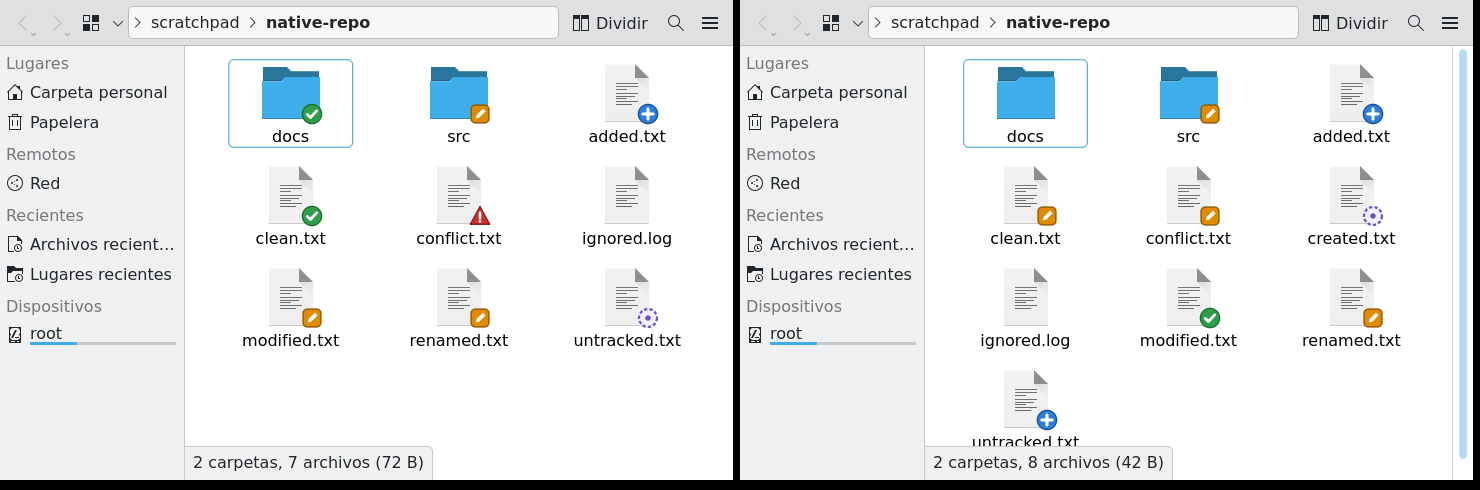 scratchpad > native-repo
Dividir
Lugares
Carpeta personal
Papelera
Remotos
Red
Recientes
Archivos recient...
Lugares recientes
Dispositivos
root
docs
src
added.txt
clean.txt
conflict.txt
ignored.log
modified.txt
renamed.txt
untracked.txt
2 carpetas, 7 archivos (72 B)
scratchpad > native-repo
Dividir
Lugares
Carpeta personal
Papelera
Remotos
Red
Recientes
Archivos recient...
Lugares recientes
Dispositivos
root
docs
src
added.txt
clean.txt
conflict.txt
created.txt
ignored.log
modified.txt
renamed.txt
untracked.txt
2 carpetas, 8 archivos (42 B)